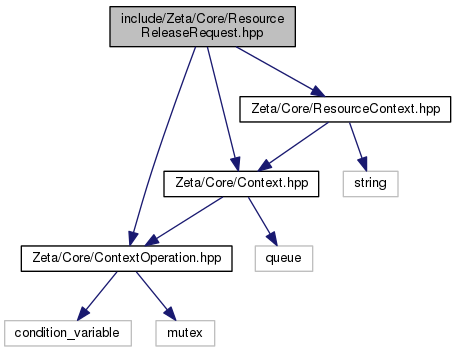 include/Zeta/Core/Resource
ReleaseRequest.hpp
Zeta/Core/ResourceContext.hpp
Zeta/Core/Context.hpp
string
Zeta/Core/ContextOperation.hpp
queue
condition_variable
mutex